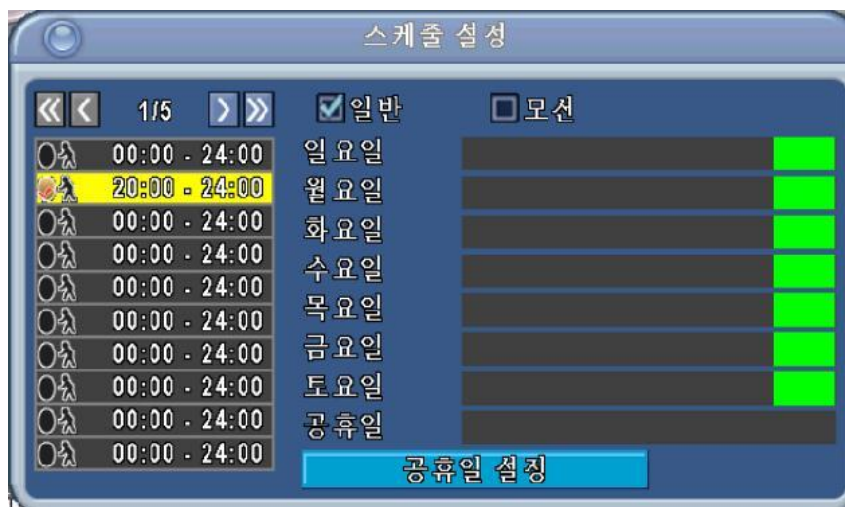 스케줄 설정
1/5
일반 모션
00:00 - 24:00
20:00 - 24:00
00:00 - 24:00
00:00 - 24:00
00:00 - 24:00
00:00 - 24:00
00:00 - 24:00
00:00 - 24:00
00:00 - 24:00
00:00 - 24:00
일요일
월요일
화요일
수요일
목요일
금요일
토요일
공휴일
공휴일 설정